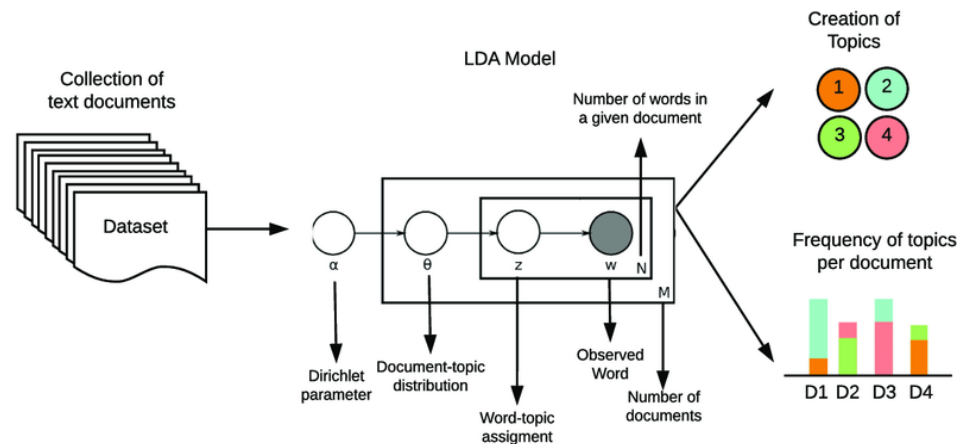 Collection of
text documents
Dataset
LDA Model
Number of words in
a given document
α
θ
z
w
N
M
Dirichlet
parameter
Document-topic
distribution
Word-topic
assigment
Observed
Word
Number of
documents
Creation of
Topics
1
2
3
4
Frequency of topics
per document
D1 D2 D3 D4